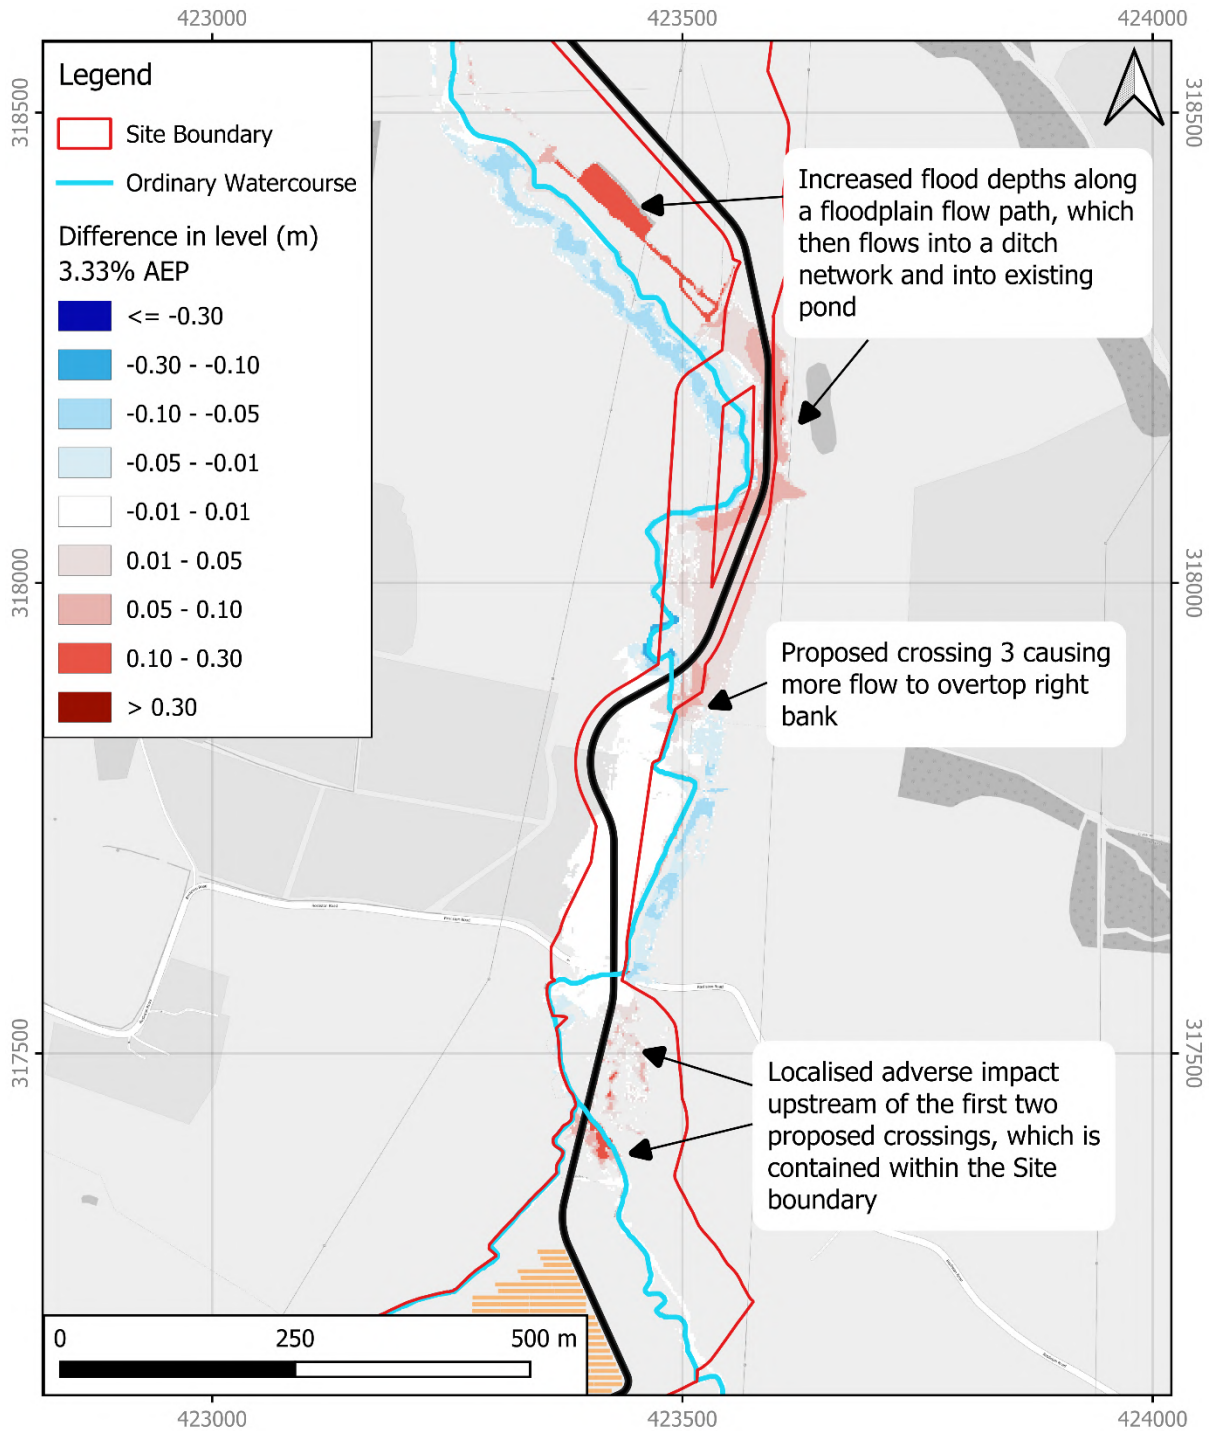 423000
423500
424000
318500
318000
317500
318500
318000
317500
Legend
Site Boundary
Ordinary Watercourse
Difference in level (m)
3.33% AEP
<= -0.30
-0.30 - -0.10
-0.10 - -0.05
-0.05 - -0.01
-0.01 - 0.01
0.01 - 0.05
0.05 - 0.10
0.10 - 0.30
> 0.30
Increased flood depths along
a floodplain flow path, which
then flows into a ditch
network and into existing
pond
Proposed crossing 3 causing
more flow to overtop right
bank
Localised adverse impact
upstream of the first two
proposed crossings, which is
contained within the Site
boundary
0
250
500 m
423000
423500
424000